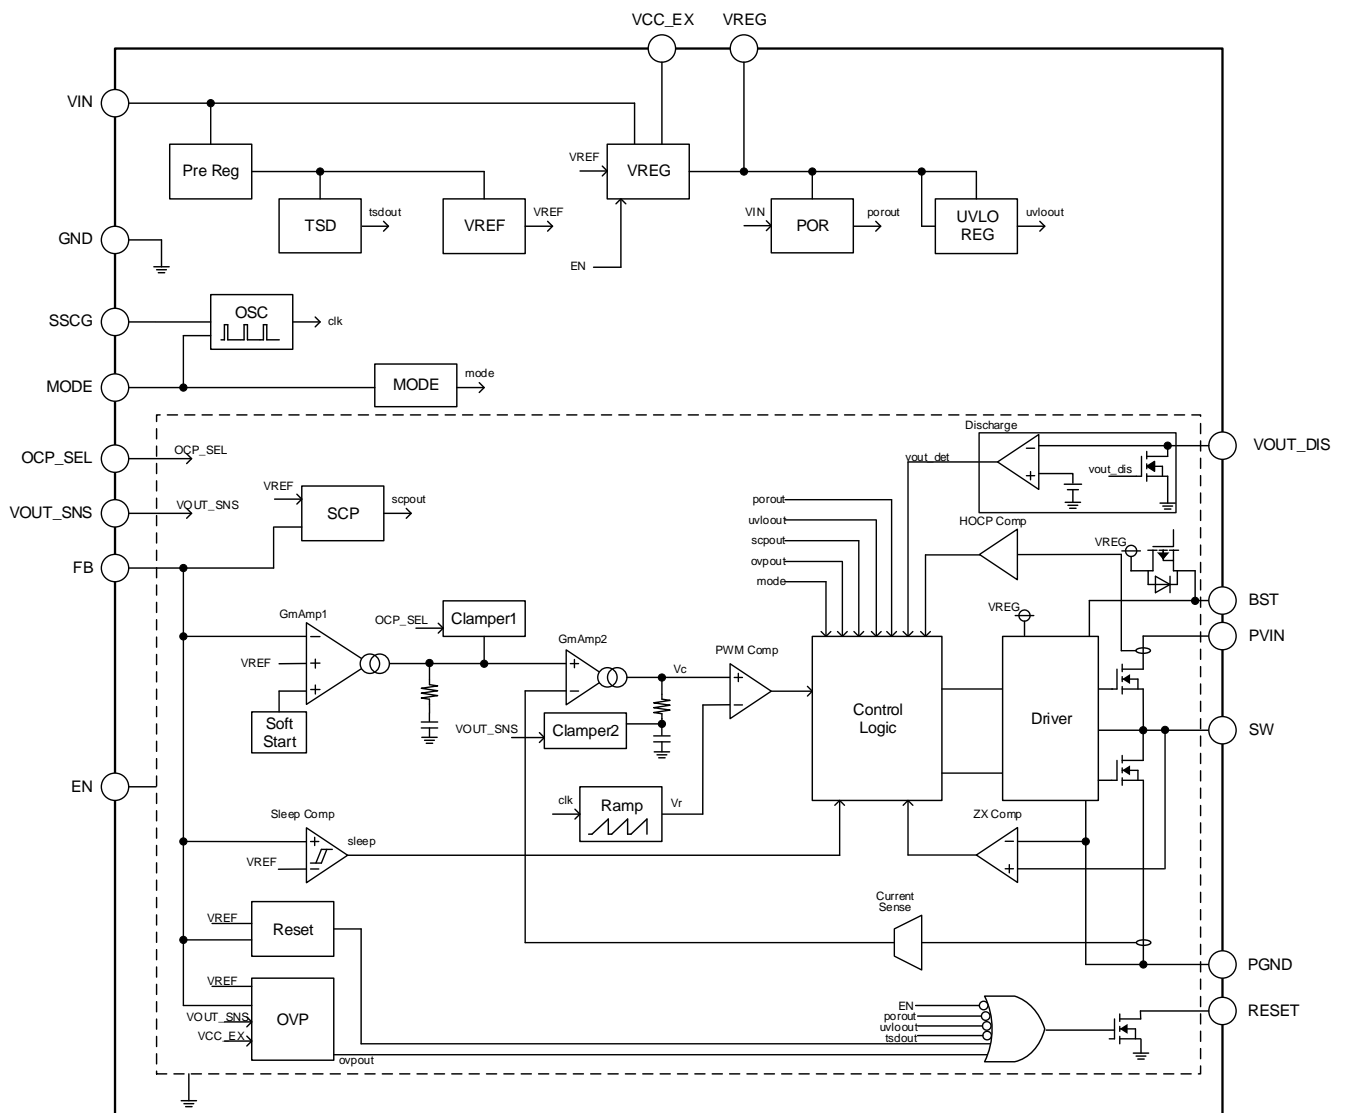 VCC_EX
VREG
VIN
Pre Reg
VREF
VREG
TSD
tsdout
VREF
VREF
VIN
POR
porout
UVLO
REG
uvloout
GND
EN
SSCG
OSC
clk
MODE
MODE
mode
OCP_SEL
OCP_SEL
Discharge
VOUT_DIS
vout_det
vout_dis
VOUT_SNS
VOUT_SNS
VREF
SCP
scpout
porout
uvloout
scpout
ovpout
mode
HOCP Comp
VREG
FB
BST
GmAmp1
OCP_SEL
Clamper1
VREG
PVIN
VREF
GmAmp2
Vc
PWM Comp
Soft
Start
VOUT_SNS
Clamper2
Control
Logic
Driver
SW
EN
clk
Ramp
Vr
Sleep Comp
sleep
VREF
ZX Comp
Current
Sense
VREF
Reset
PGND
VREF
VOUT_SNS
VCC_EX
OVP
ovpout
EN
porout
uvloout
tsdout
RESET